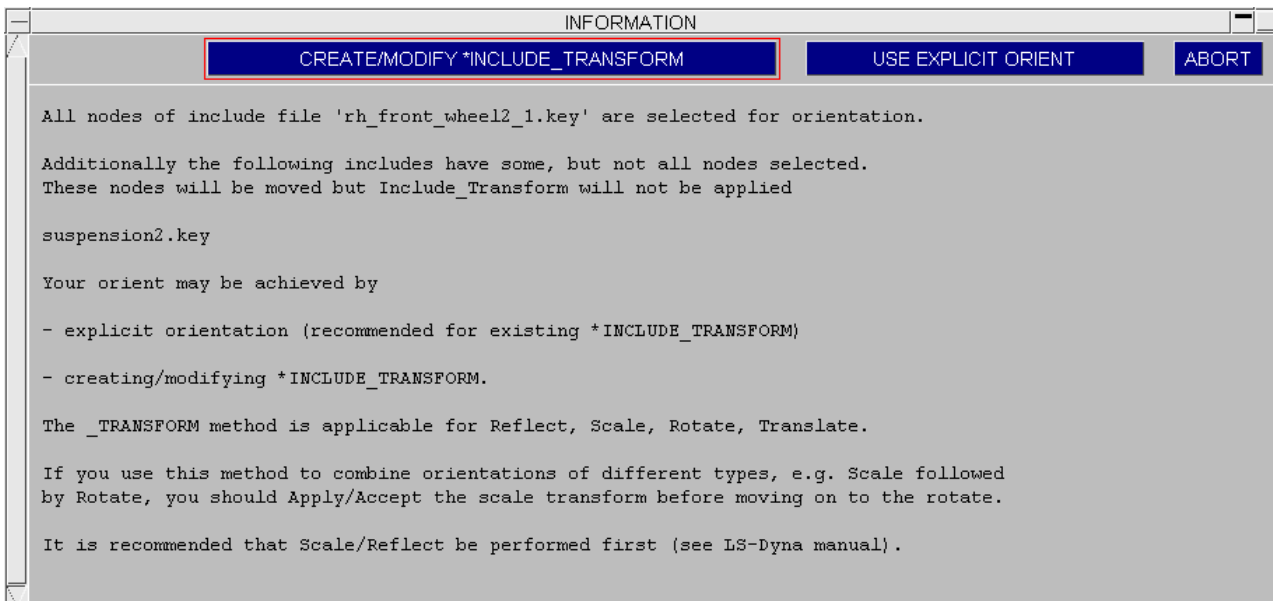 INFORMATION
CREATE/MODIFY *INCLUDE_TRANSFORM USE EXPLICIT ORIENT ABORT
All nodes of include file 'rh_front_wheel2_1.key' are selected for orientation.
Additionally the following includes have some, but not all nodes selected.
These nodes will be moved but Include_Transform will not be applied
suspension2.key
Your orient may be achieved by
- explicit orientation (recommended for existing *INCLUDE_TRANSFORM)
- creating/modifying *INCLUDE_TRANSFORM.
The _TRANSFORM method is applicable for Reflect, Scale, Rotate, Translate.
If you use this method to combine orientations of different types, e.g. Scale followed
by Rotate, you should Apply/Accept the scale transform before moving on to the rotate.
It is recommended that Scale/Reflect be performed first (see LS-Dyna manual).